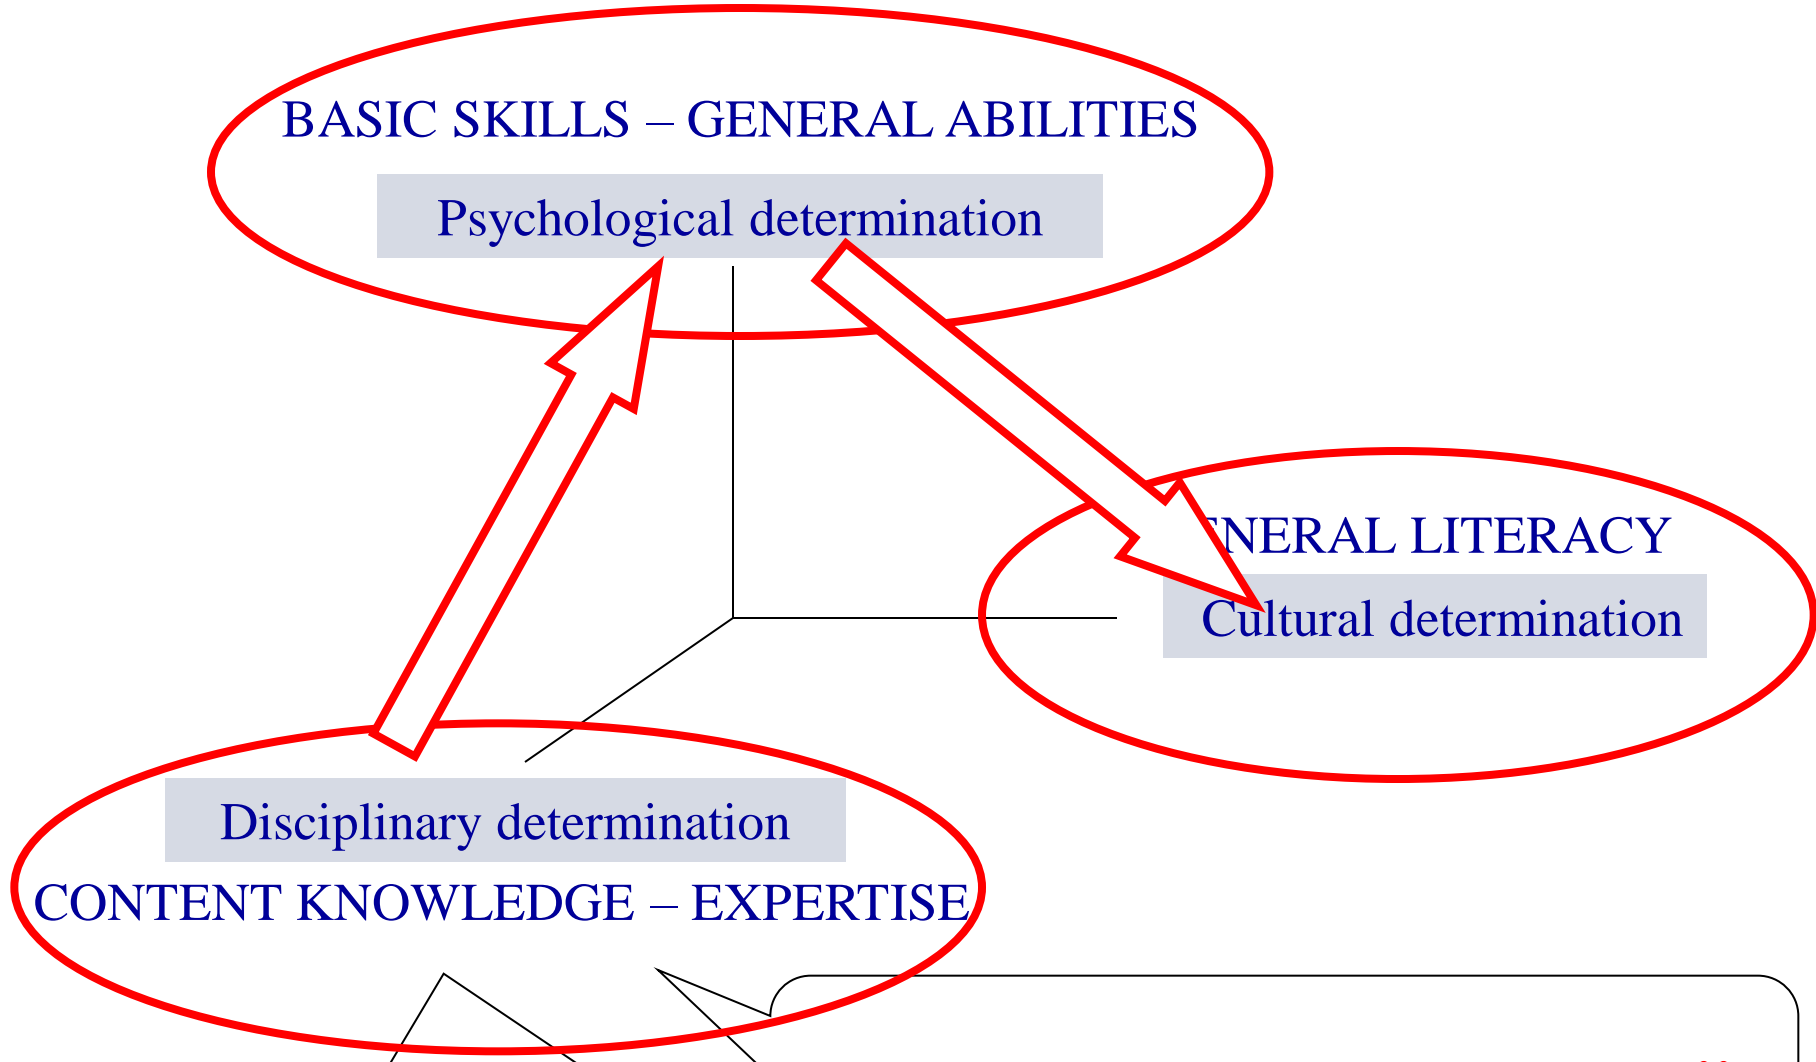 BASIC SKILLS – GENERAL ABILITIES
Psychological determination
NERAL LITERACY
Cultural determination
Disciplinary determination
CONTENT KNOWLEDGE – EXPERTISE